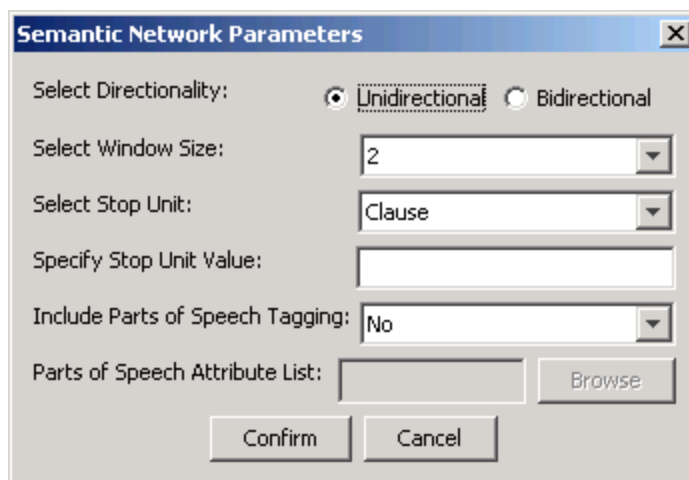 Semantic Network Parameters
Select Directionality: Unidirectional Bidirectional
Select Window Size: 2
Select Stop Unit: Clause
Specify Stop Unit Value:
Include Parts of Speech Tagging: No
Parts of Speech Attribute List: Browse
Confirm Cancel